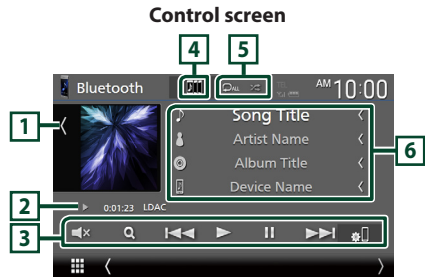 Control screen
4 5
Bluetooth ALL AM 10:00
1
Song Title
Artist Name
6
Album Title
Device Name
2 0:01:23 LDAC
3